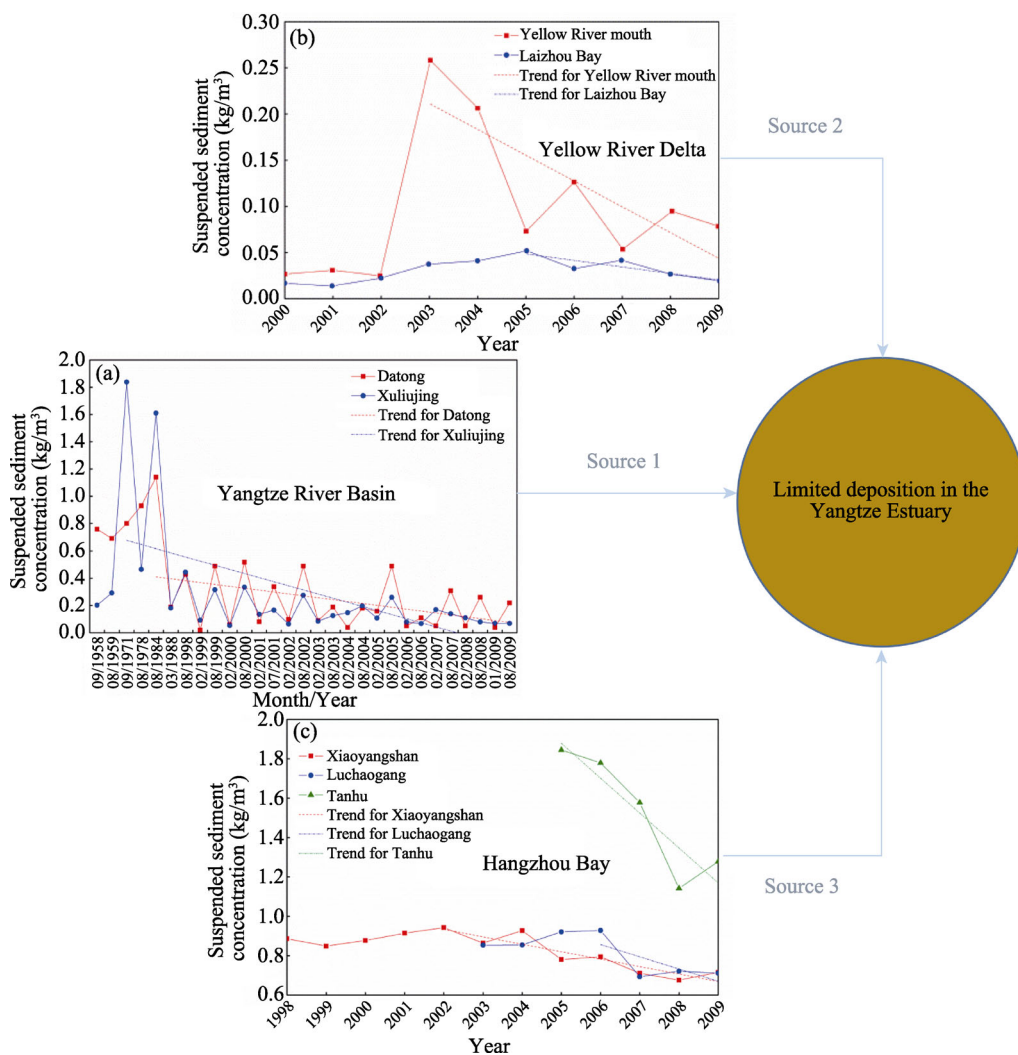 (b)
Yellow River mouth
Laizhou Bay
Trend for Yellow River mouth
Trend for Laizhou Bay
Yellow River Delta
Suspended sediment
concentration (kg/m³)
0.30
0.25
0.20
0.15
0.10
0.05
0.00
2000
2001
2002
2003
2004
2005
2006
2007
2008
2009
Year
Source 2
(a)
Datong
Xuliujing
Trend for Datong
Trend for Xuliujing
Yangtze River Basin
Suspended sediment
concentration (kg/m³)
2.0
1.8
1.6
1.4
1.2
1.0
0.8
0.6
0.4
0.2
0.0
09/1958
08/1959
09/1971
08/1978
08/1984
03/1988
08/1998
02/1999
08/1999
02/2000
08/2000
02/2001
07/2001
02/2002
08/2002
02/2003
08/2003
02/2004
08/2004
02/2005
08/2005
02/2006
08/2006
02/2007
08/2007
02/2008
08/2008
01/2009
08/2009
Month/Year
Source 1
Limited deposition in the
Yangtze Estuary
(c)
Xiaoyangshan
Luchaogang
Tanhu
Trend for Xiaoyangshan
Trend for Luchaogang
Trend for Tanhu
Hangzhou Bay
Suspended sediment
concentration (kg/m³)
2.0
1.8
1.6
1.4
1.2
1.0
0.8
0.6
1998
1999
2000
2001
2002
2003
2004
2005
2006
2007
2008
2009
Year
Source 3